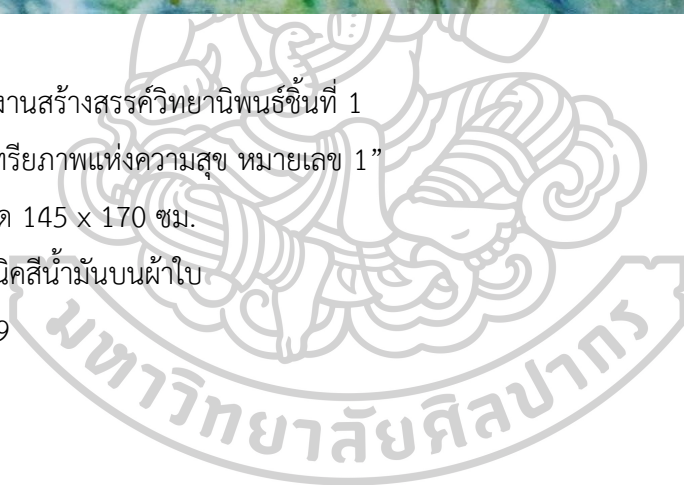 งานสร้างสรรค์วิทยานิพนธ์ชิ้นที่ 1
ทรียภาพแห่งความสุข หมายเลข 1”
145 x 170 ซม.
นิคสีน้ำมันบนผ้าใบ
9
มหาวิทยาลัยศิลปากร